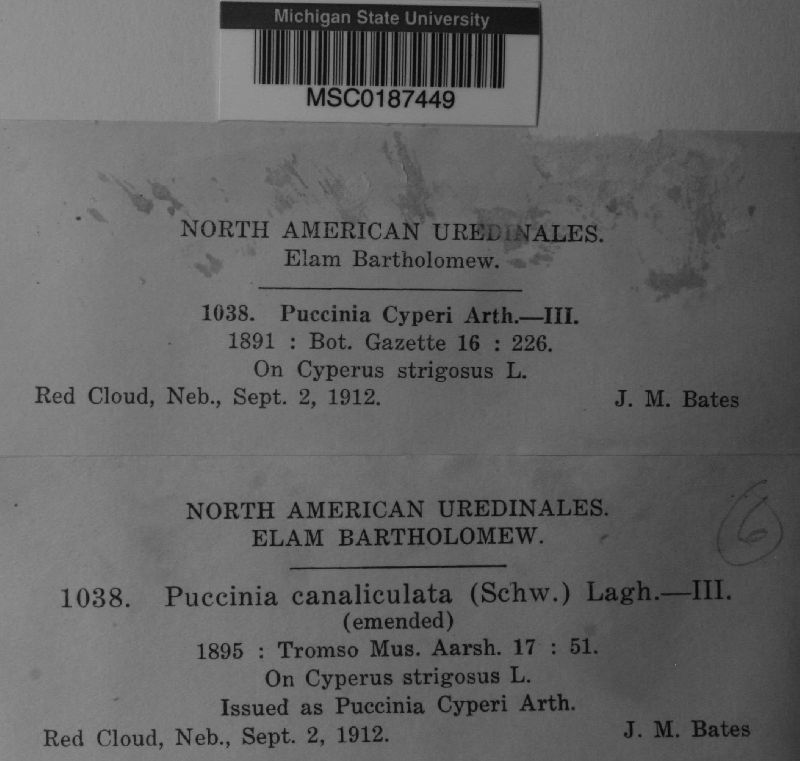 Michigan State University
MSC0187449
NORTH AMERICAN UREDINALES.
Elam Bartholomew.
1038. Puccinia Cyperi Arth.—III.
1891 : Bot. Gazette 16 : 226.
On Cyperus strigosus L.
Red Cloud, Neb., Sept. 2, 1912. J. M. Bates
NORTH AMERICAN UREDINALES.
ELAM BARTHOLOMEW.
6
1038. Puccinia canaliculata (Schw.) Lagh.—III.
(emended)
1895 : Tromso Mus. Aarsh. 17 : 51.
On Cyperus strigosus L.
Issued as Puccinia Cyperi Arth.
Red Cloud, Neb., Sept. 2, 1912. J. M. Bates